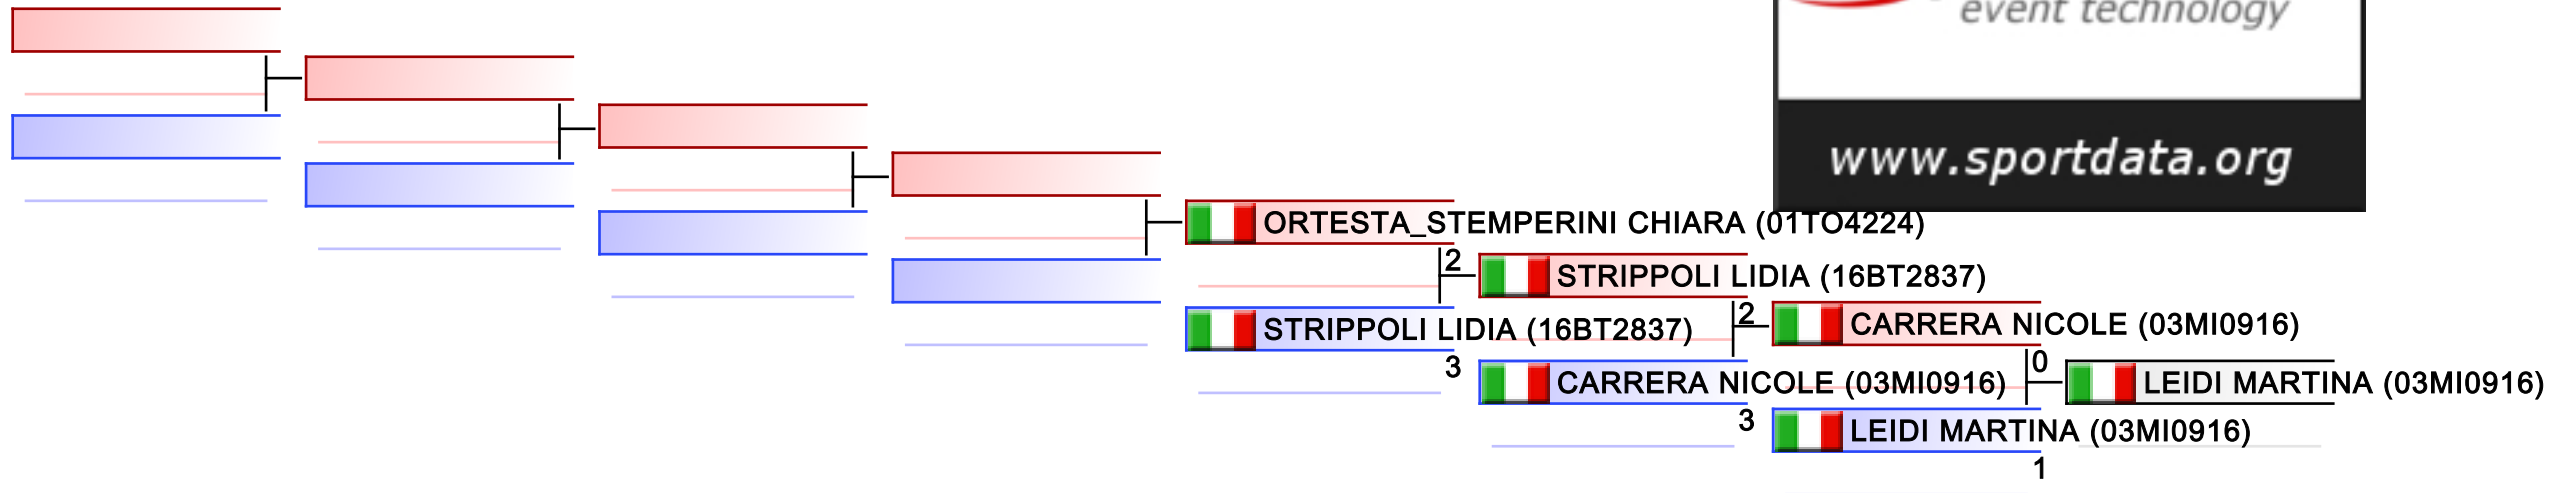 event technology
www.sportdata.org
ORTESTA_STEMPERINI CHIARA (01TO4224)
2
STRIPPOLI LIDIA (16BT2837)
2
STRIPPOLI LIDIA (16BT2837)
CARRERA NICOLE (03MI0916)
3
0
CARRERA NICOLE (03MI0916)
LEIDI MARTINA (03MI0916)
3
LEIDI MARTINA (03MI0916)
1